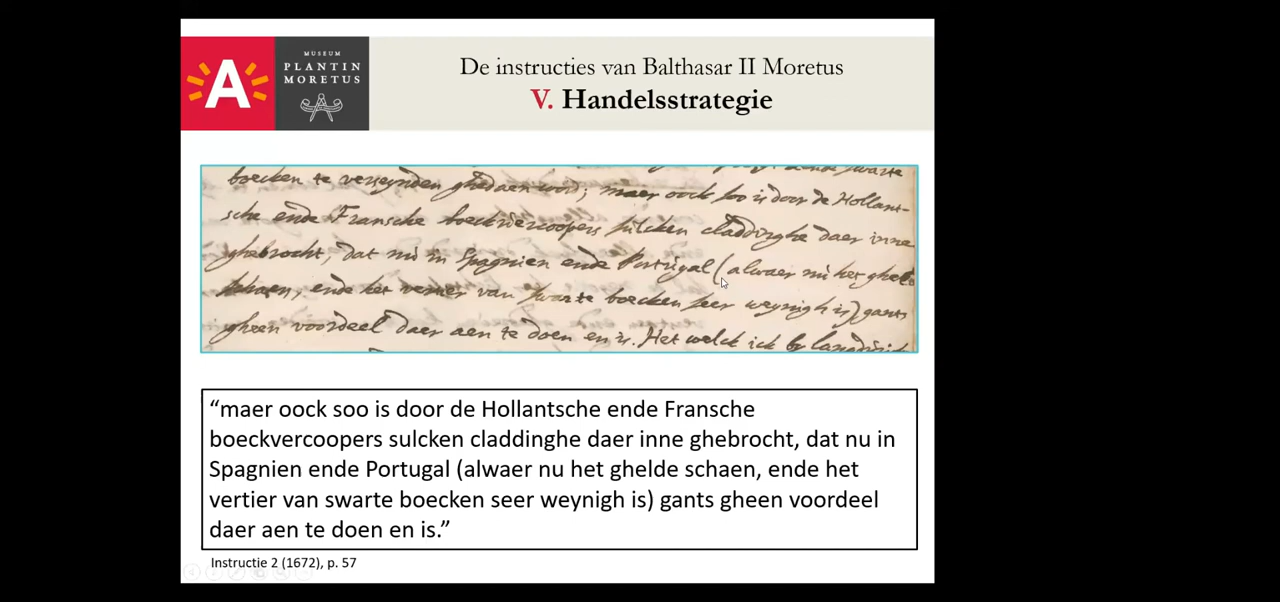 A
MUSEUM
PLANTIN
MORETUS
De instructies van Balthasar II Moretus
V. Handelsstrategie
swarte
boecken te verseynden ghedaen word; maer oock soo is door de Hollant-
sche ende Fransche boeckvercoopers sulcken claddinghe daer inne
ghebrocht, dat nu in Spagnien ende Portugal (alwaer nu het ghelde
schaen, ende het vertier van swarte boecken seer weynigh is) gants
gheen voordeel daer aen te doen en is. Het welck ick by
“maer oock soo is door de Hollantsche ende Fransche
boeckvercoopers sulcken claddinghe daer inne ghebrocht, dat nu in
Spagnien ende Portugal (alwaer nu het ghelde schaen, ende het
vertier van swarte boecken seer weynigh is) gants gheen voordeel
daer aen te doen en is.”
Instructie 2 (1672), p. 57